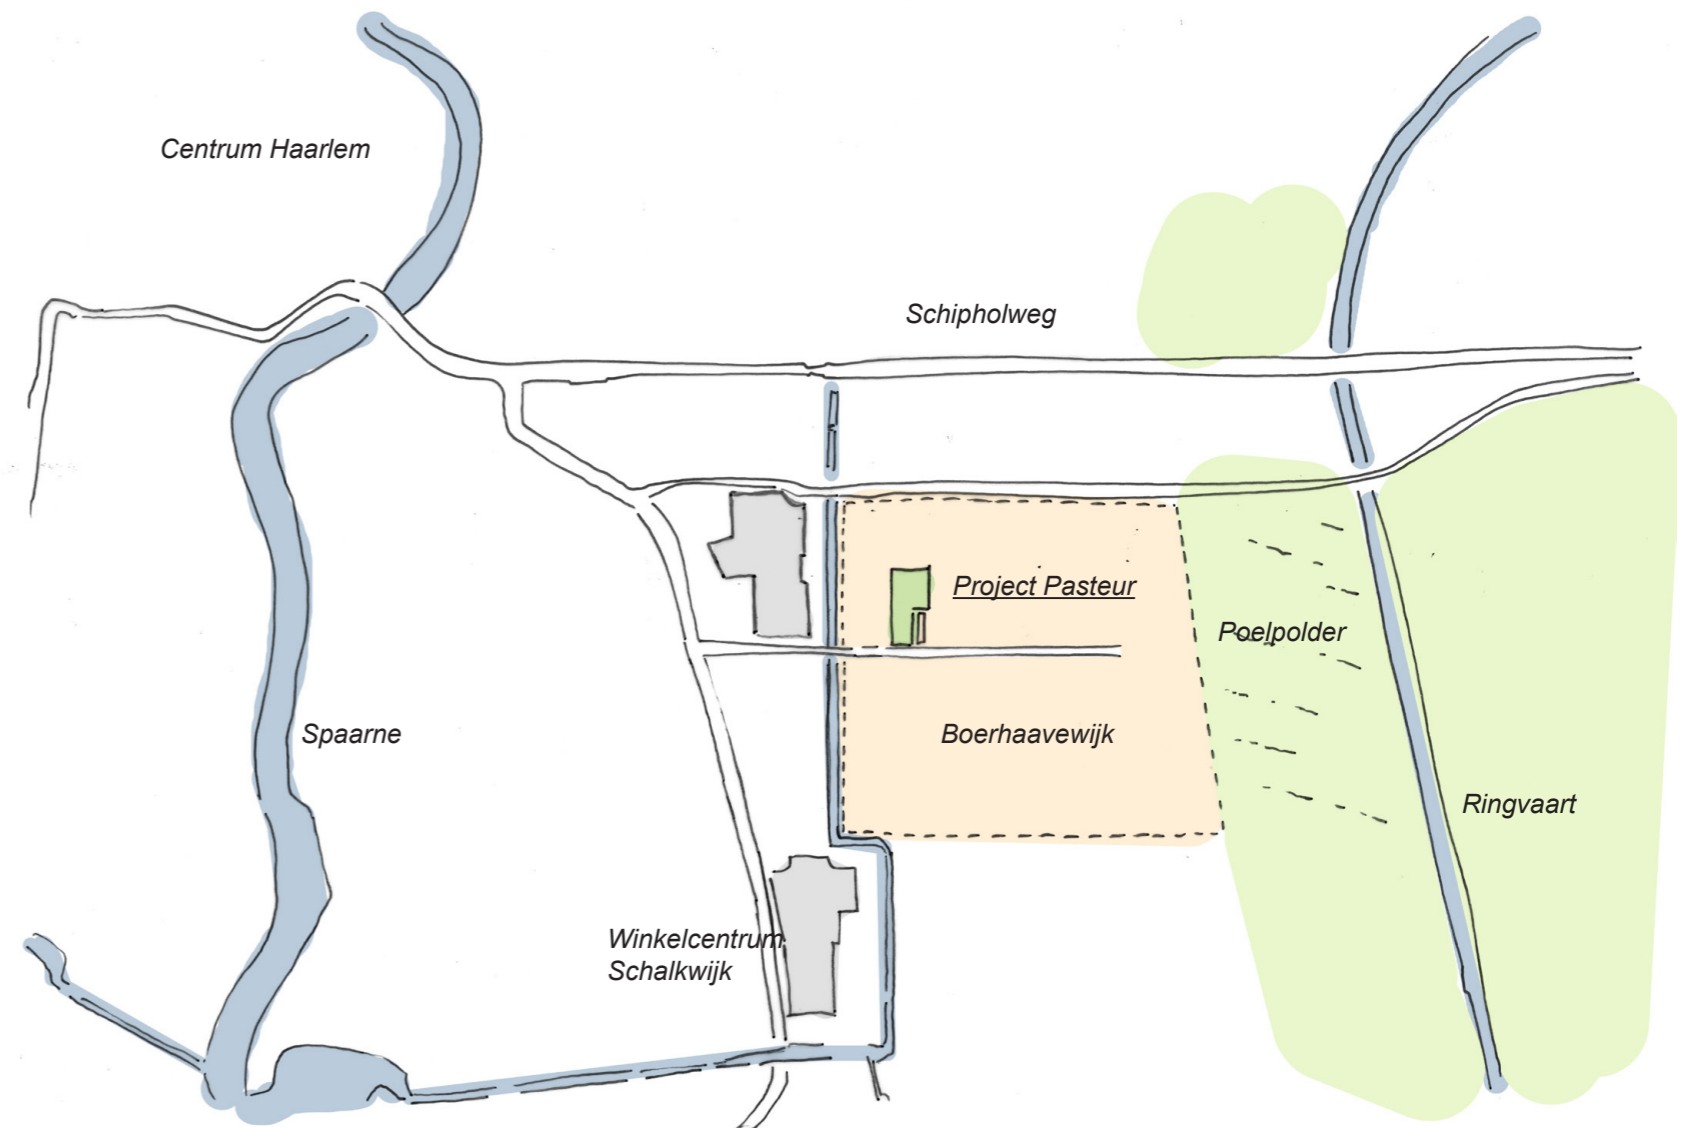 Centrum Haarlem
Schipholweg
Project Pasteur
Poelpolder
Spaarne
Boerhaavewijk
Ringvaart
Winkelcentrum
Schalkwijk